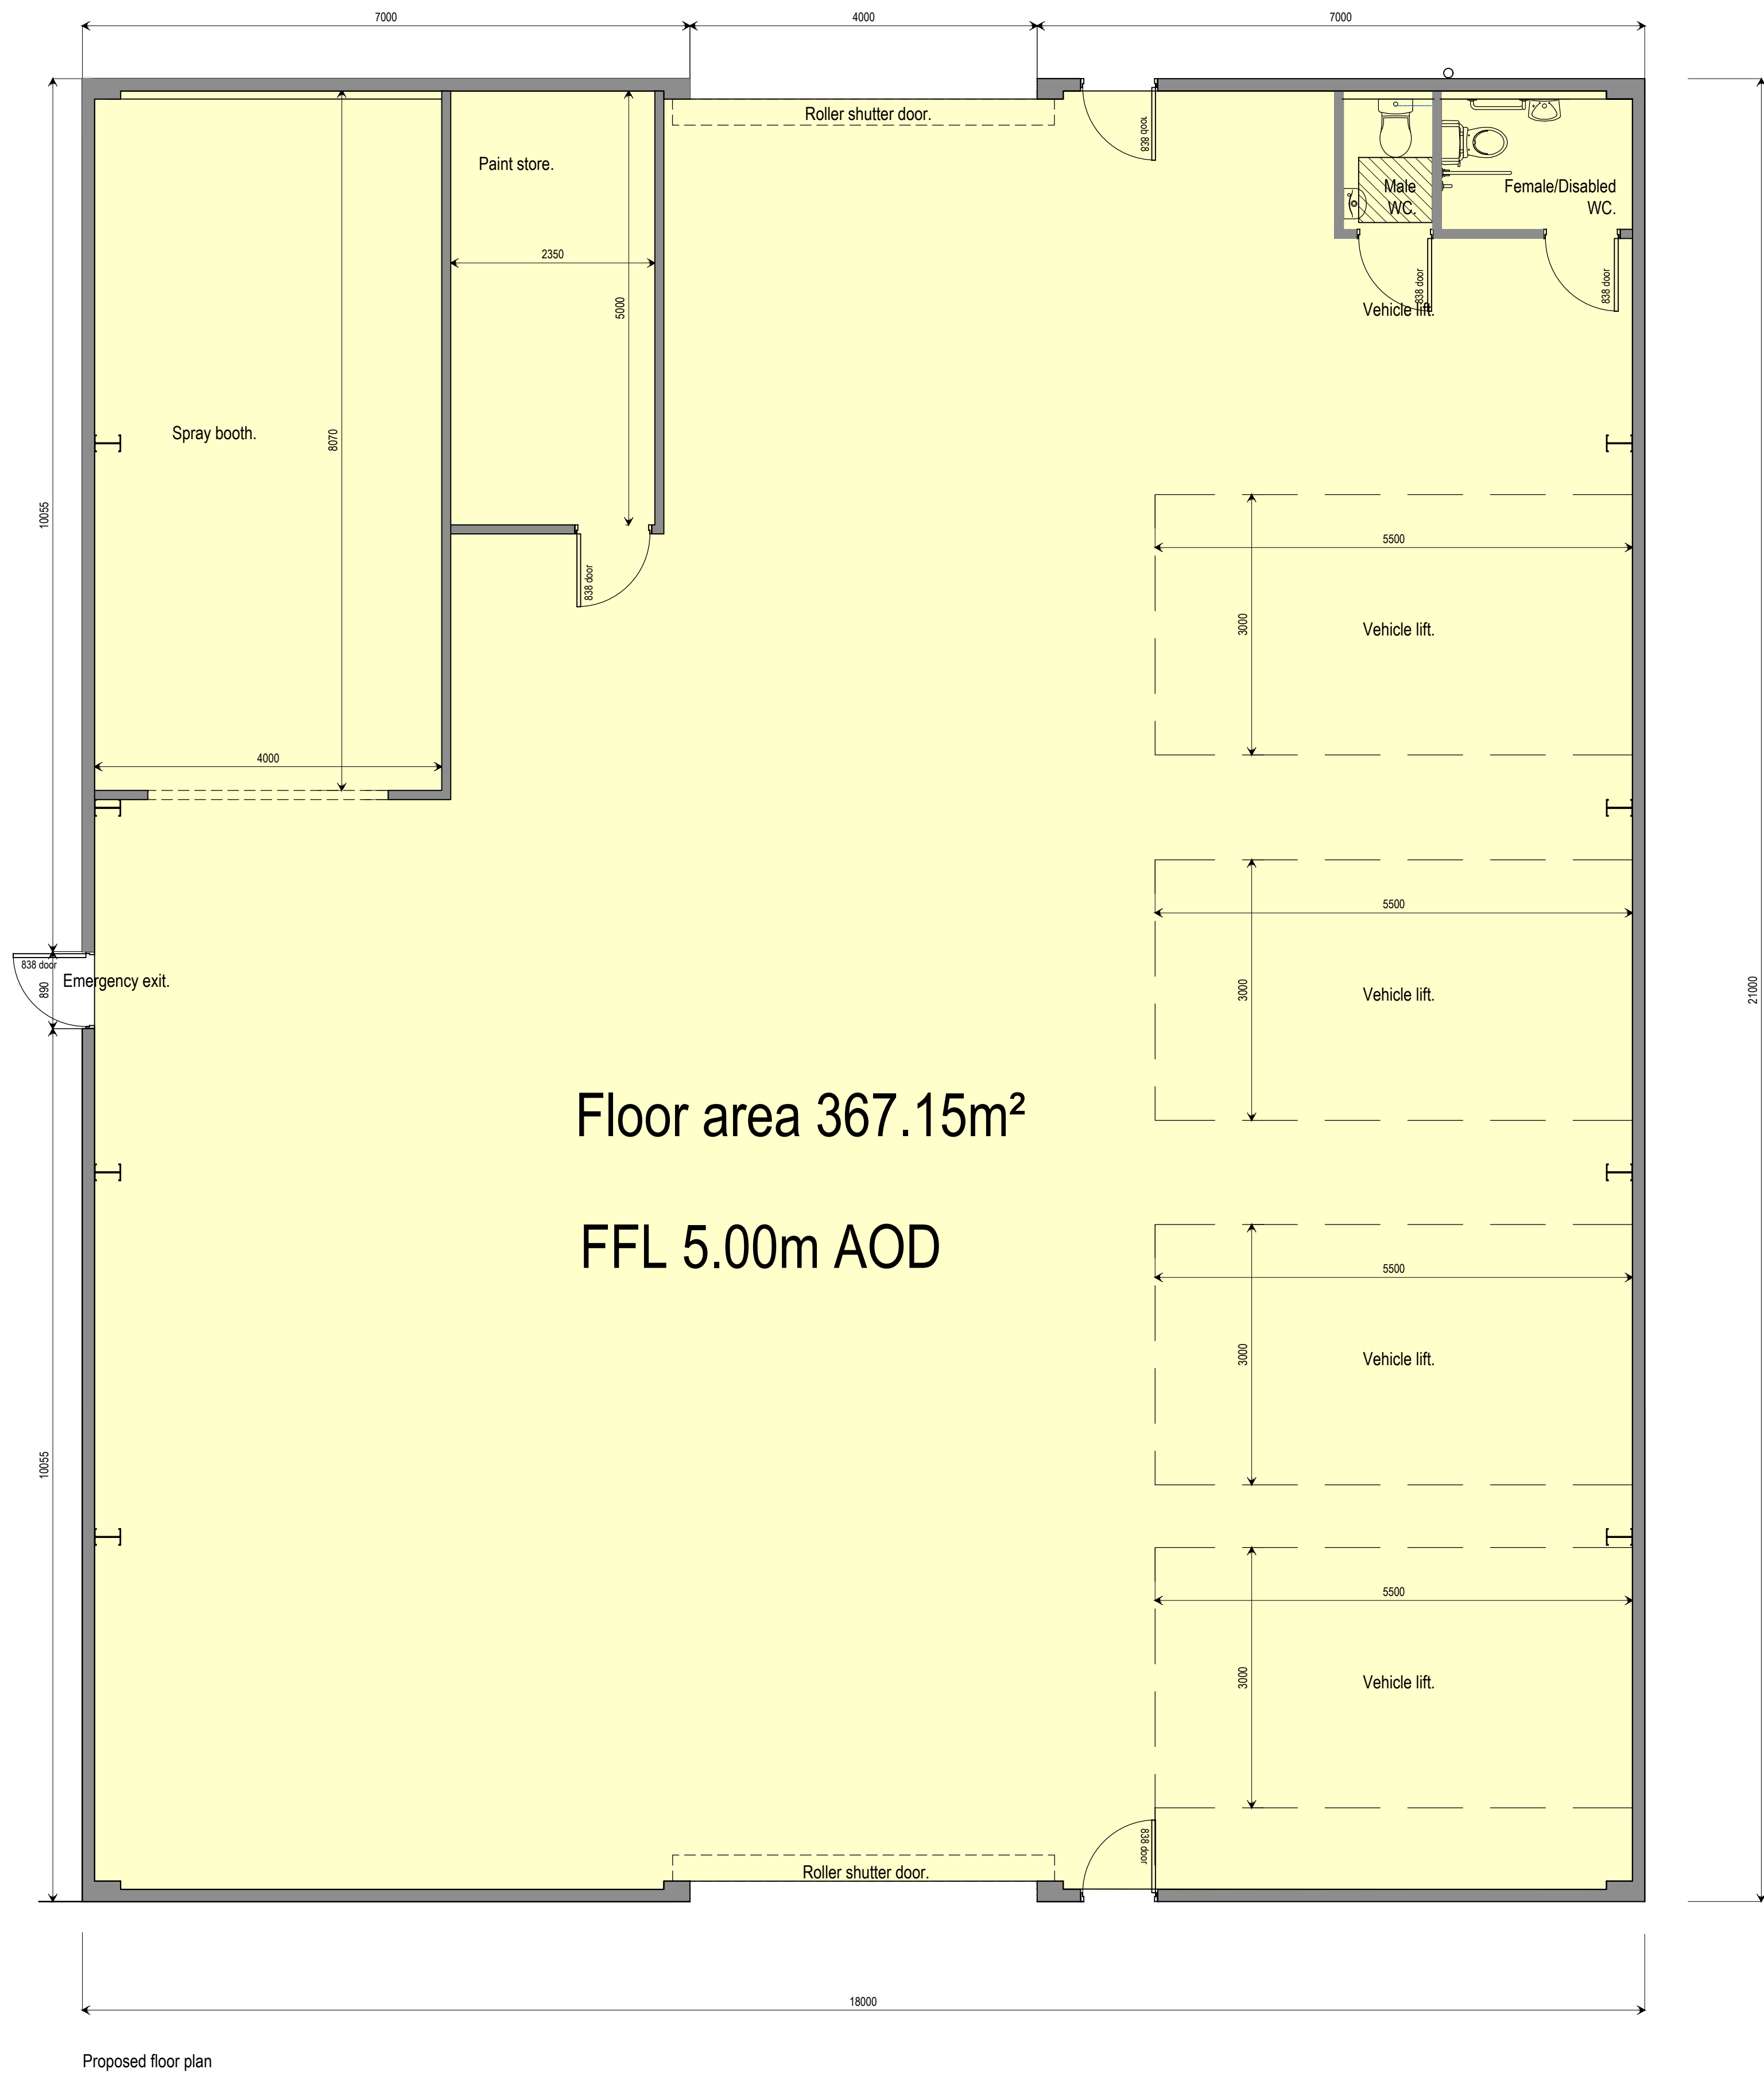 7000
4000
7000
Roller shutter door.
838 door
Paint store.
Male
WC.
Female/Disabled
WC.
2350
5000
838 door
838 door
Vehicle lift.
Spray booth.
8070
10055
5500
838 door
3000
Vehicle lift.
4000
5500
838 door
Emergency exit.
890
3000
Vehicle lift.
21000
Floor area 367.15m²
FFL 5.00m AOD
5500
3000
Vehicle lift.
10055
5500
3000
Vehicle lift.
838 door
Roller shutter door.
18000
Proposed floor plan